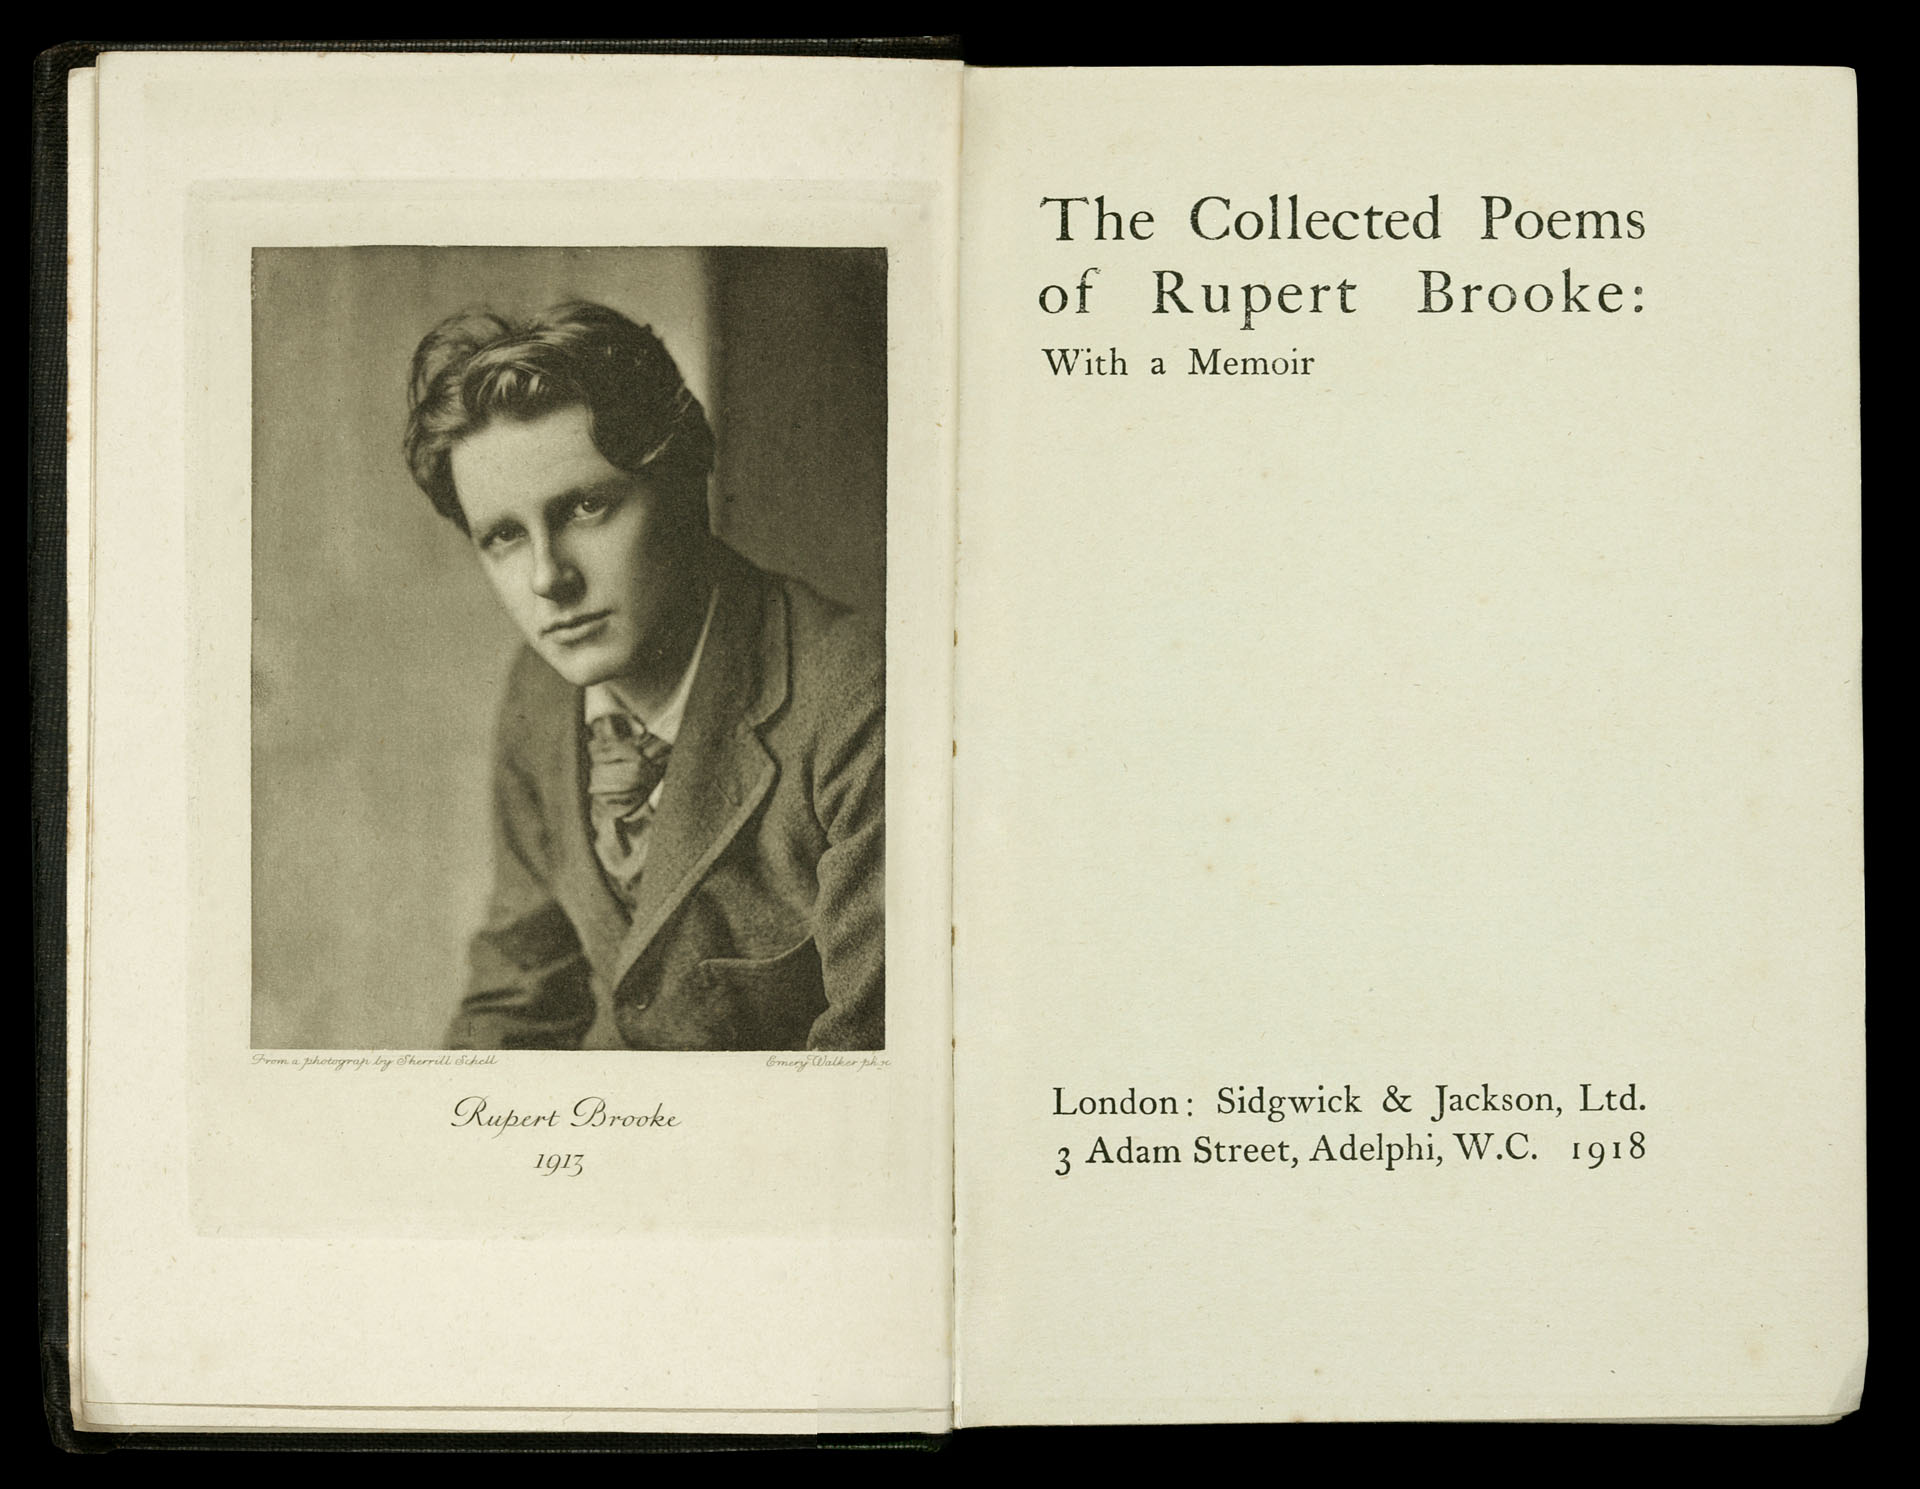 From a photograp by Sherrill Schell
Emery Walker ph.sc
Rupert Brooke
1913
The Collected Poems
of Rupert Brooke:
With a Memoir
London: Sidgwick & Jackson, Ltd.
3 Adam Street, Adelphi, W.C. 1918